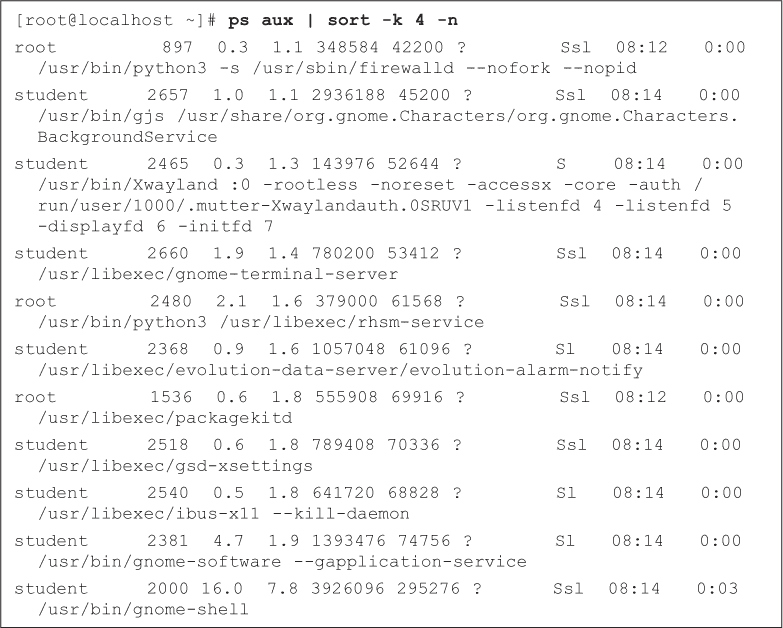 [root@localhost ~]# ps aux | sort -k 4 -n
root 897 0.3 1.1 348584 42200 ? Ssl 08:12 0:00
/usr/bin/python3 -s /usr/sbin/firewalld --nofork --nopid
student 2657 1.0 1.1 2936188 45200 ? Ssl 08:14 0:00
/usr/bin/gjs /usr/share/org.gnome.Characters/org.gnome.Characters.
BackgroundService
student 2465 0.3 1.3 143976 52644 ? S 08:14 0:00
/usr/bin/Xwayland :0 -rootless -noreset -accessx -core -auth /
run/user/1000/.mutter-Xwaylandauth.0SRUV1 -listenfd 4 -listenfd 5
-displayfd 6 -initfd 7
student 2660 1.9 1.4 780200 53412 ? Ssl 08:14 0:00
/usr/libexec/gnome-terminal-server
root 2480 2.1 1.6 379000 61568 ? Ssl 08:14 0:00
/usr/bin/python3 /usr/libexec/rhsm-service
student 2368 0.9 1.6 1057048 61096 ? Sl 08:14 0:00
/usr/libexec/evolution-data-server/evolution-alarm-notify
root 1536 0.6 1.8 555908 69916 ? Ssl 08:12 0:00
/usr/libexec/packagekitd
student 2518 0.6 1.8 789408 70336 ? Ssl 08:14 0:00
/usr/libexec/gsd-xsettings
student 2540 0.5 1.8 641720 68828 ? Sl 08:14 0:00
/usr/libexec/ibus-x11 --kill-daemon
student 2381 4.7 1.9 1393476 74756 ? Sl 08:14 0:00
/usr/bin/gnome-software --gapplication-service
student 2000 16.0 7.8 3926096 295276 ? Ssl 08:14 0:03
/usr/bin/gnome-shell